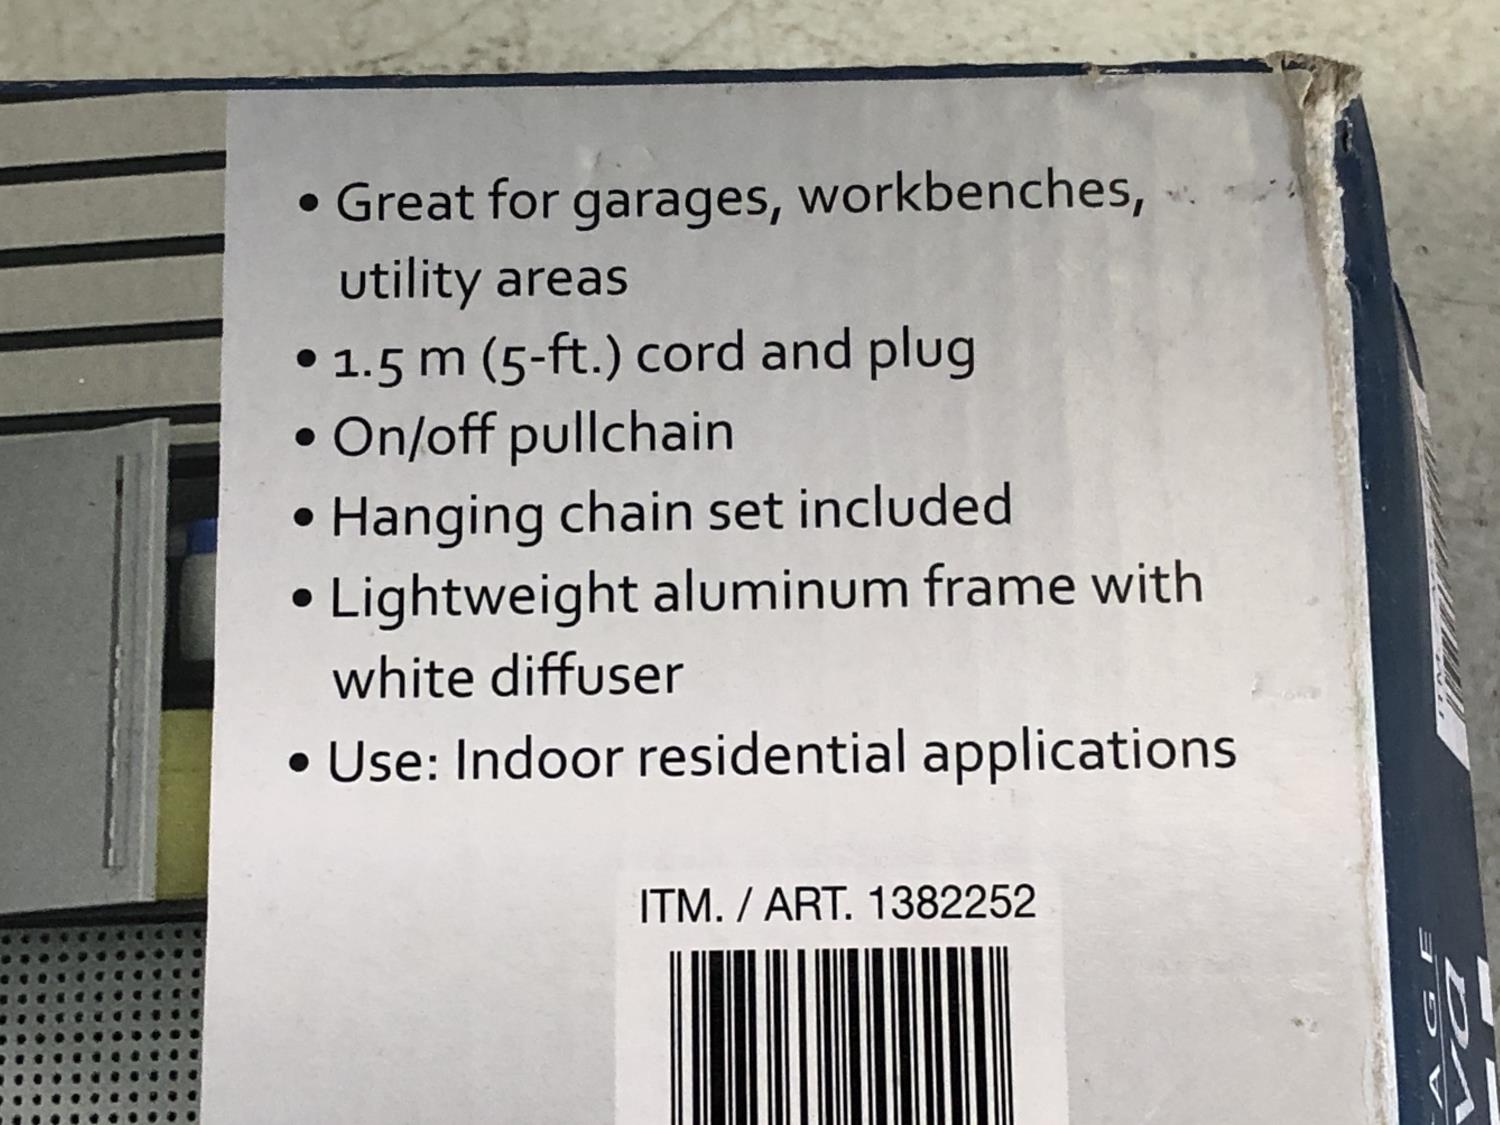 • Great for garages, workbenches,
utility areas
• 1.5 m (5-ft.) cord and plug
• On/off pullchain
• Hanging chain set included
• Lightweight aluminum frame with
white diffuser
• Use: Indoor residential applications
ITM. / ART. 1382252